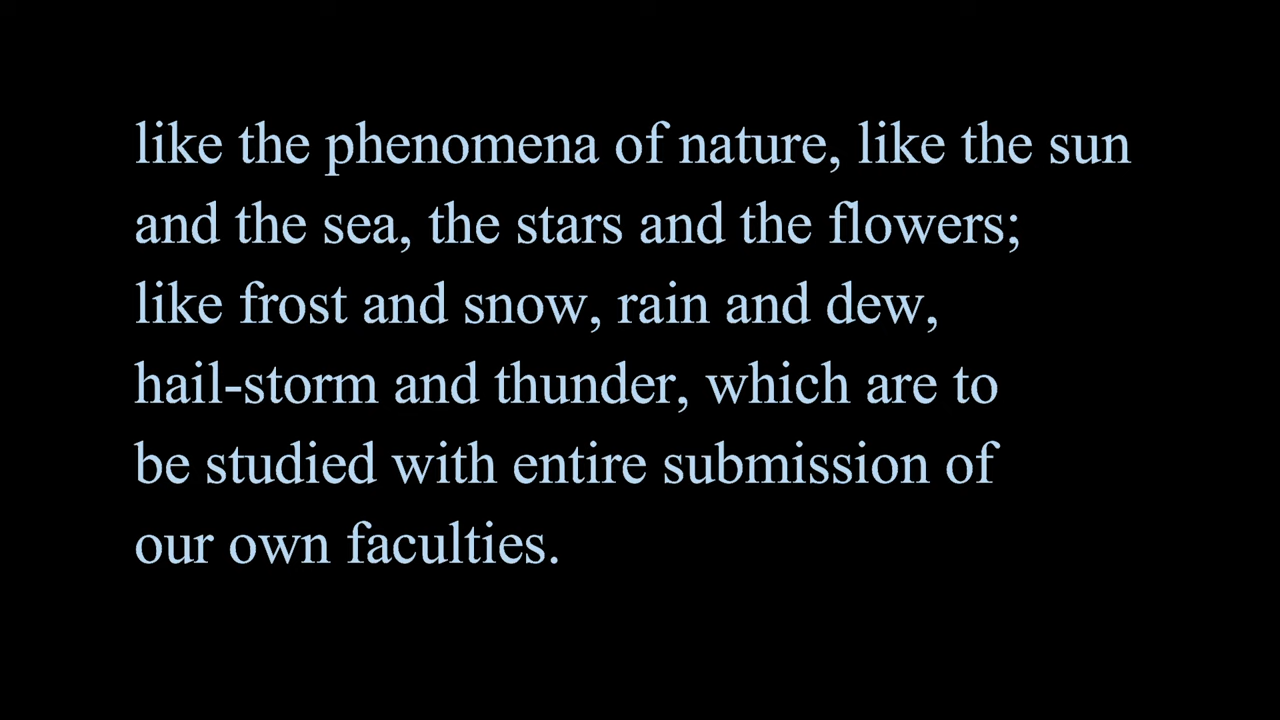 like the phenomena of nature, like the sun
and the sea, the stars and the flowers;
like frost and snow, rain and dew,
hail-storm and thunder, which are to
be studied with entire submission of
our own faculties.